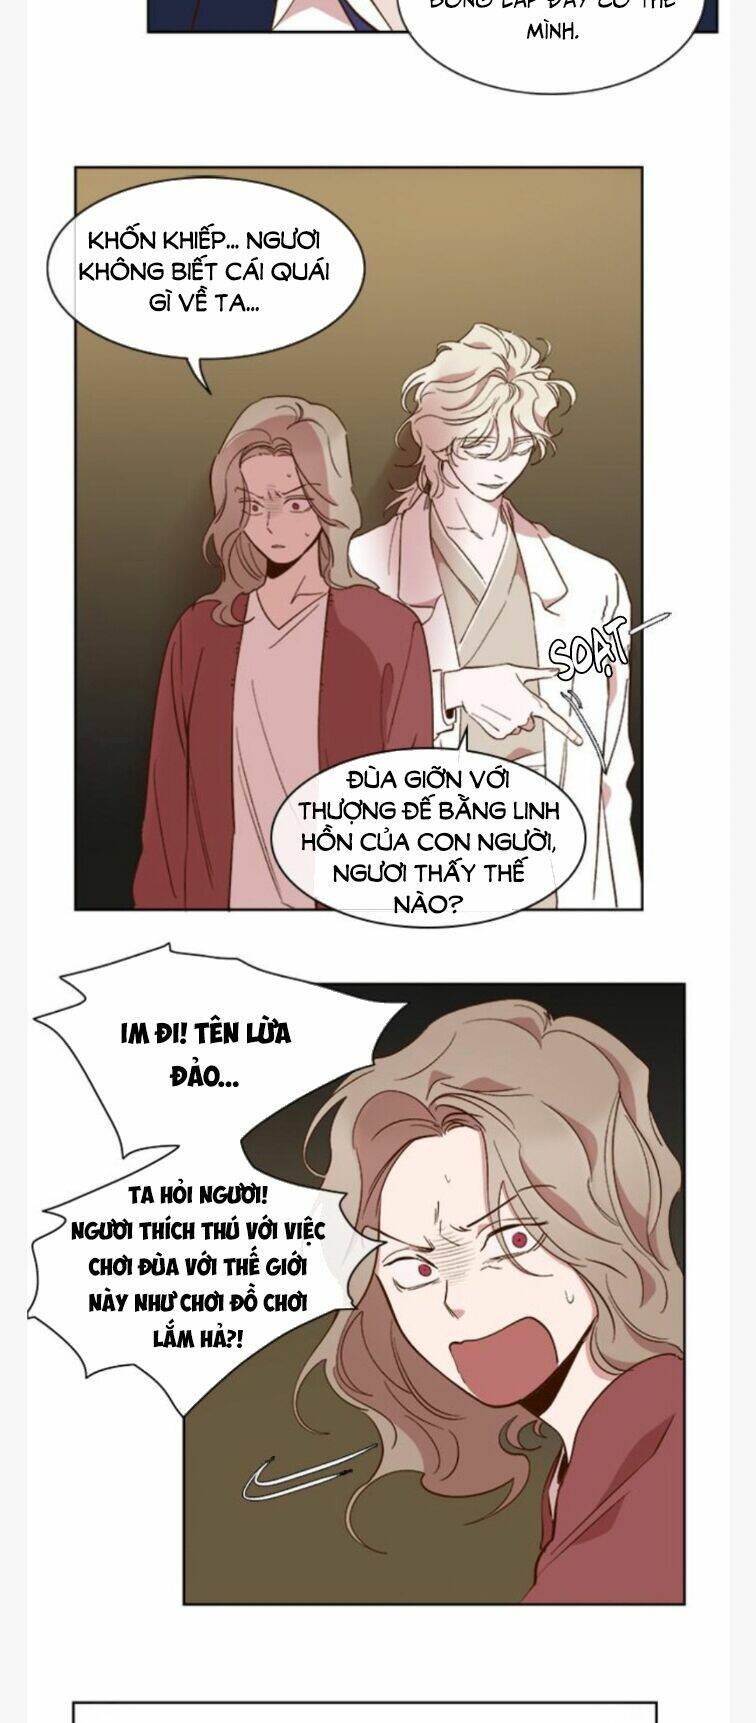 MÌNH.
KHỐN KHIẾP... NGƯƠI
KHÔNG BIẾT CÁI QUÁI
GÌ VỀ TA...
SOẠT
ĐÙA GIỠN VỚI
THƯỢNG ĐẾ BẰNG LINH
HỒN CỦA CON NGƯỜI,
NGƯƠI THẤY THẾ
NÀO?
IM ĐI! TÊN LỪA
ĐẢO...
TA HỎI NGƯƠI!
NGƯƠI THÍCH THÚ VỚI VIỆC
CHƠI ĐÙA VỚI THẾ GIỚI
NÀY NHƯ CHƠI ĐỒ CHƠI
LẮM HẢ?!